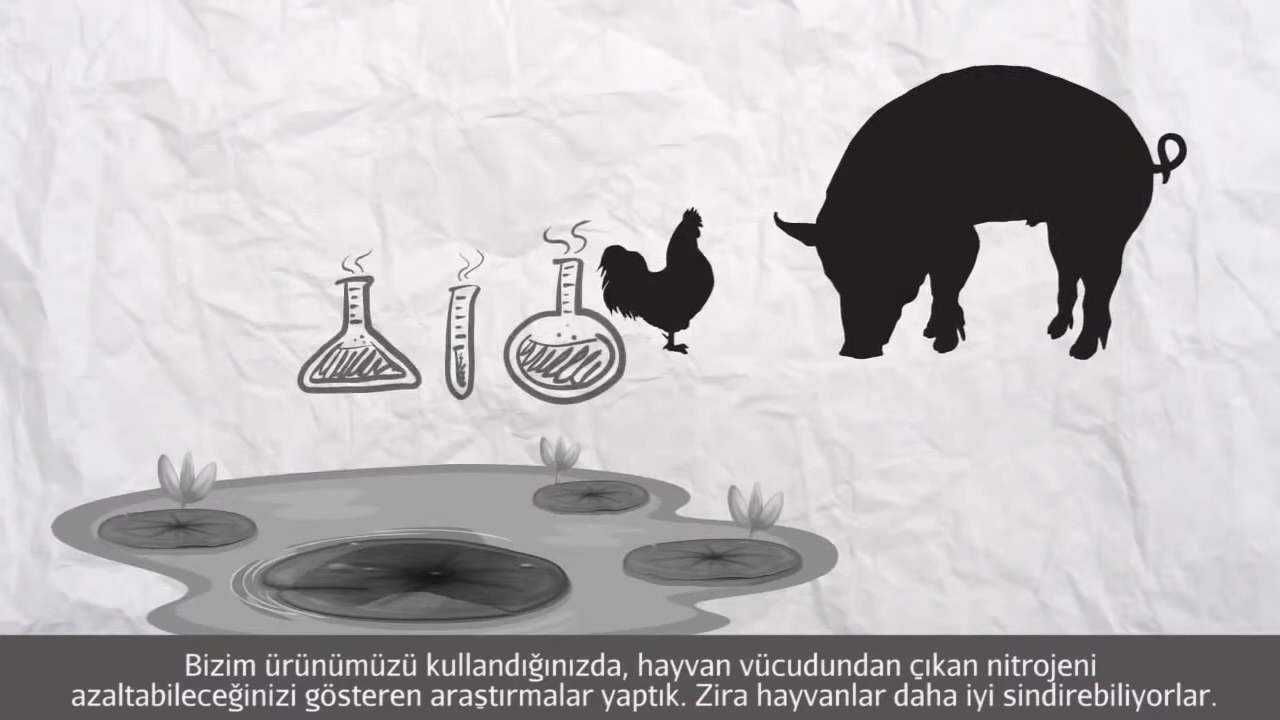 Bizim ürünümüzü kullandığınızda, hayvan vücudundan çıkan nitrojeni
azaltabileceğinizi gösteren araştırmalar yaptık. Zira hayvanlar daha iyi sindirebiliyorlar.